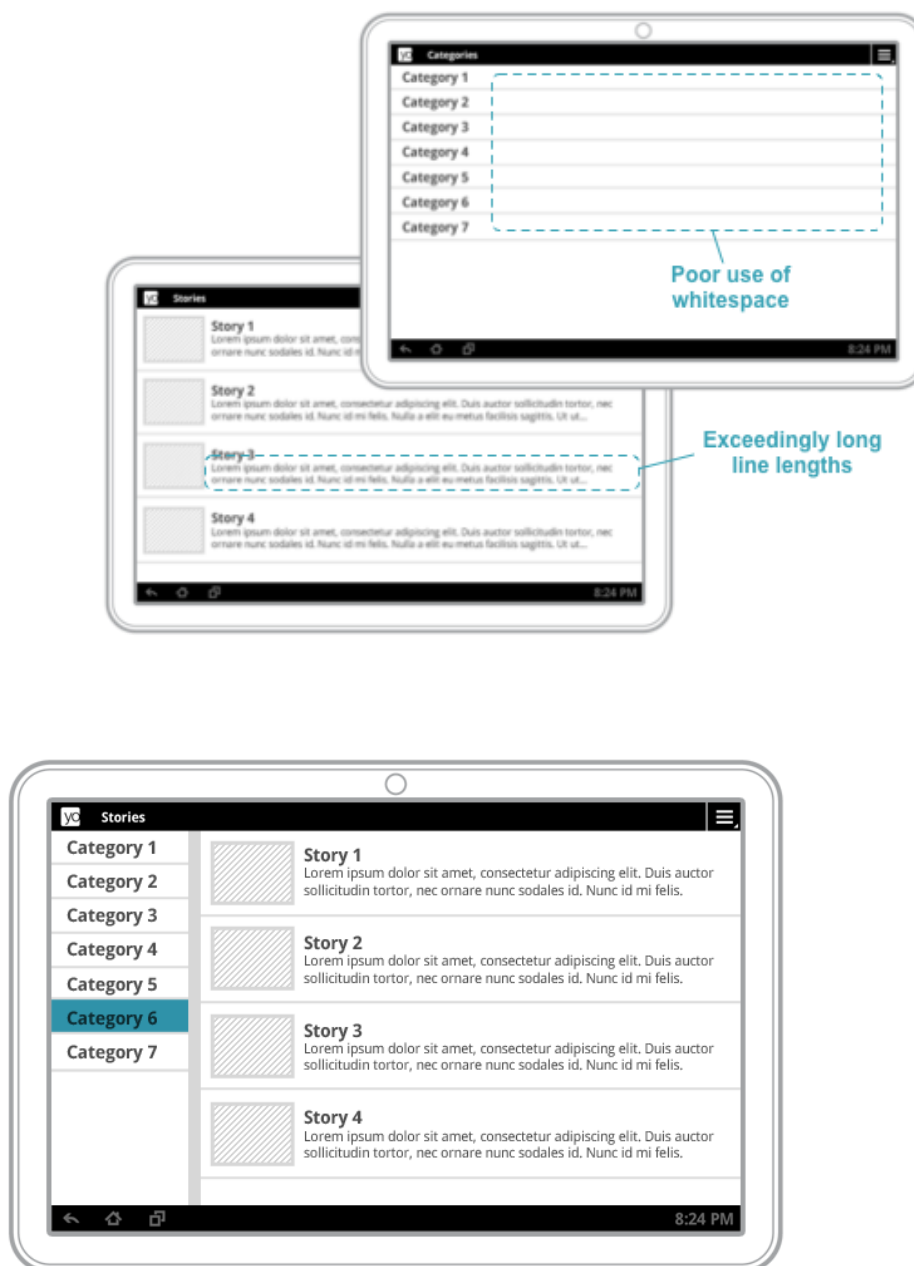 yo Categories
Category 1
Category 2
Category 3
Category 4
Category 5
Category 6
Category 7
Poor use of
whitespace
8:24 PM
yo Stories
Story 1
Lorem ipsum dolor sit amet,
ornare nunc sodales id. Nunc id
Story 2
Lorem ipsum dolor sit amet, consectetur adipiscing elit. Duis auctor sollicitudin tortor, nec
ornare nunc sodales id. Nunc id mi felis. Nulla a elit eu metus facilisis sagittis. Ut ut...
Story 3
Lorem ipsum dolor sit amet, consectetur adipiscing elit. Duis auctor sollicitudin tortor, nec
ornare nunc sodales id. Nunc id mi felis. Nulla a elit eu metus facilisis sagittis. Ut ut...
Exceedingly long
line lengths
Story 4
Lorem ipsum dolor sit amet, consectetur adipiscing elit. Duis auctor sollicitudin tortor, nec
ornare nunc sodales id. Nunc id mi felis. Nulla a elit eu metus facilisis sagittis. Ut ut...
8:24 PM
yo Stories
Category 1
Category 2
Category 3
Category 4
Category 5
Category 6
Category 7
Story 1
Lorem ipsum dolor sit amet, consectetur adipiscing elit. Duis auctor
sollicitudin tortor, nec ornare nunc sodales id. Nunc id mi felis.
Story 2
Lorem ipsum dolor sit amet, consectetur adipiscing elit. Duis auctor
sollicitudin tortor, nec ornare nunc sodales id. Nunc id mi felis.
Story 3
Lorem ipsum dolor sit amet, consectetur adipiscing elit. Duis auctor
sollicitudin tortor, nec ornare nunc sodales id. Nunc id mi felis.
Story 4
Lorem ipsum dolor sit amet, consectetur adipiscing elit. Duis auctor
sollicitudin tortor, nec ornare nunc sodales id. Nunc id mi felis.
8:24 PM